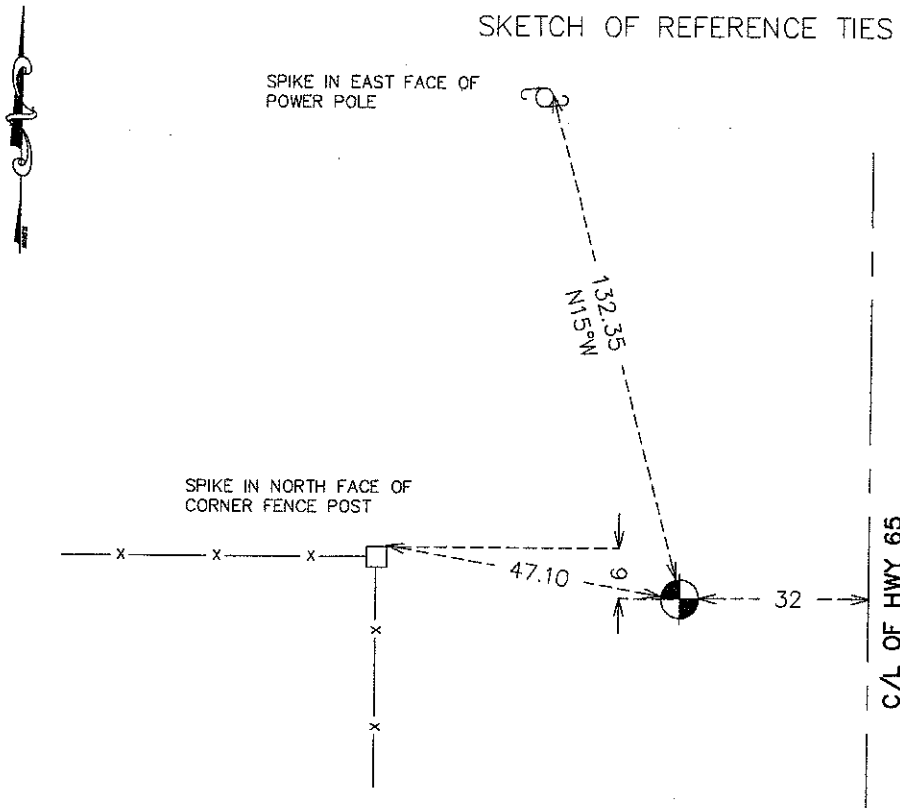 SKETCH OF REFERENCE TIES
SPIKE IN EAST FACE OF
POWER POLE
132.35
N15°W
SPIKE IN NORTH FACE OF
CORNER FENCE POST
x x x
47.10
9
32
C/L OF HWY 65
x
x